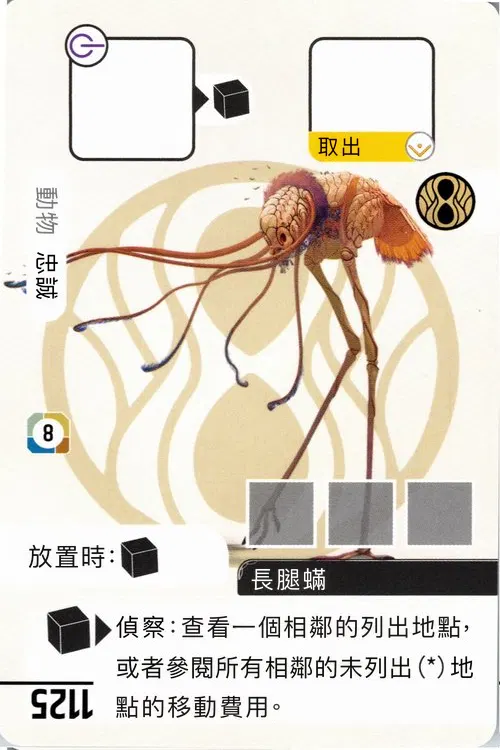 取出
動物 忠誠
8
放置時：
長腿蟎
偵察：查看一個相鄰的列出地點，
或者參閱所有相鄰的未列出(*)地
點的移動費用。
1125